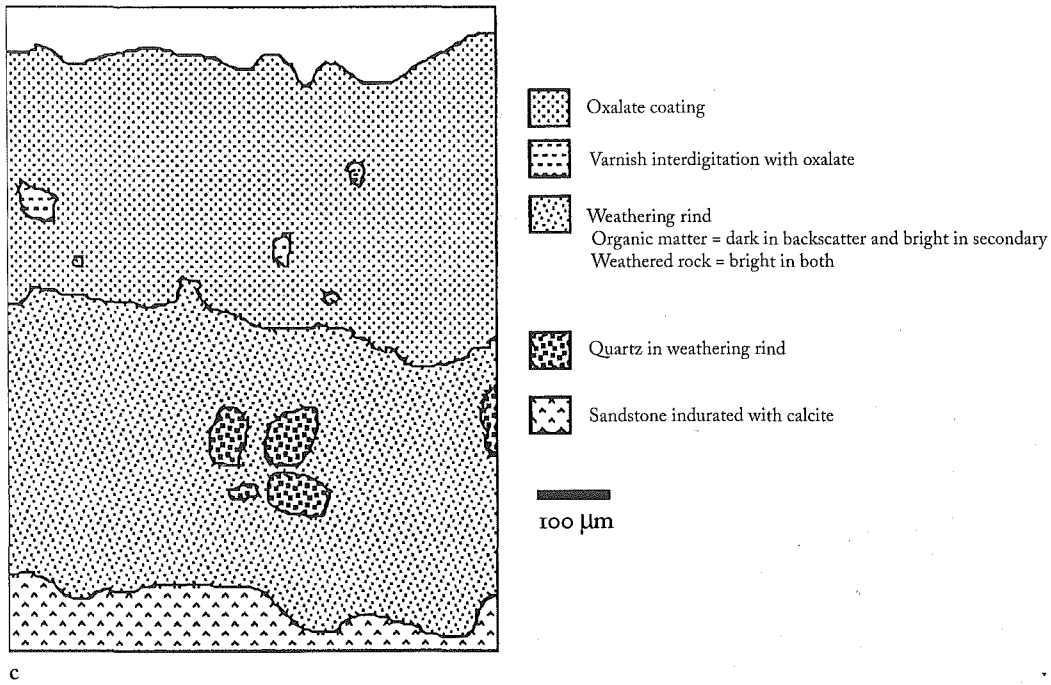 Oxalate coating
Varnish interdigitation with oxalate
Weathering rind
Organic matter = dark in backscatter and bright in secondary
Weathered rock = bright in both
Quartz in weathering rind
Sandstone indurated with calcite
100 µm
c